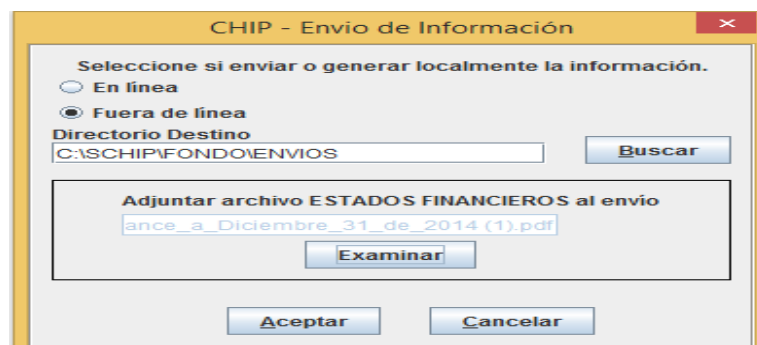 CHIP - Envio de Información
Seleccione si enviar o generar localmente la información.
En línea
Fuera de línea
Directorio Destino
C:\SCHIP\FONDO\ENVIOS
Buscar
Adjuntar archivo ESTADOS FINANCIEROS al envío
ance_a_Diciembre_31_de_2014 (1).pdf
Examinar
Aceptar
Cancelar